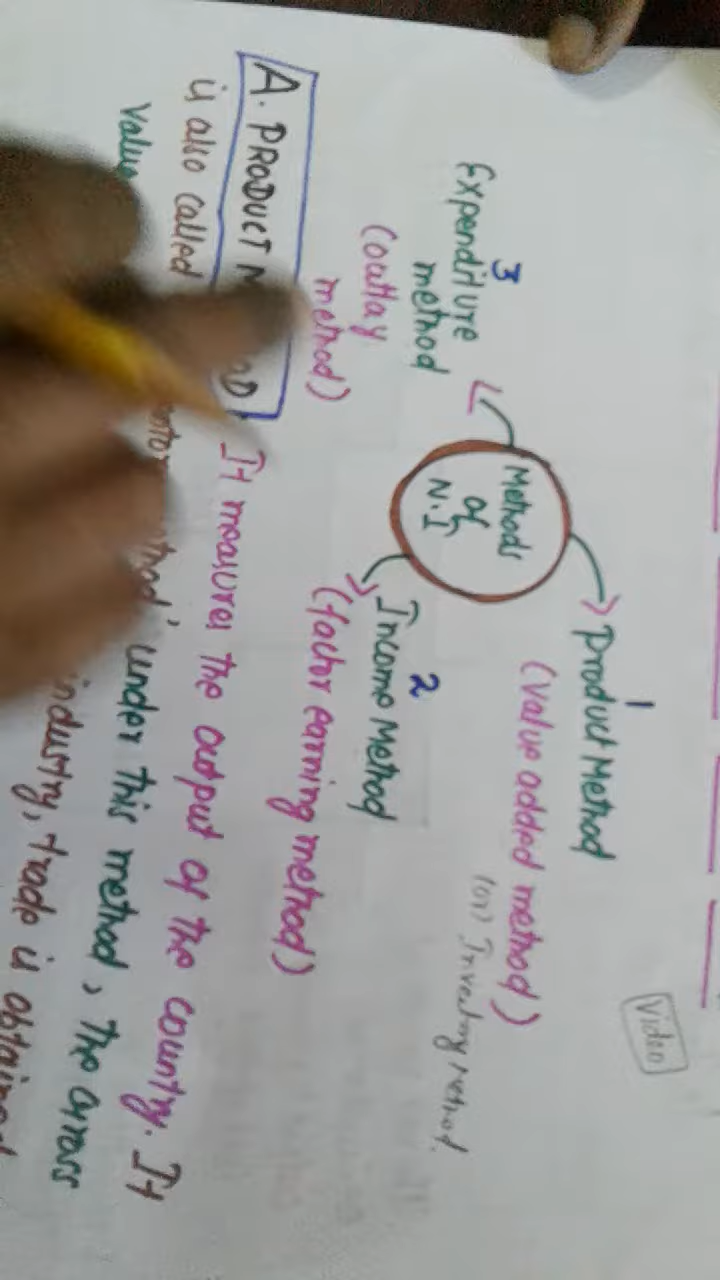 Video
1
Product Method
(Value added method)
(or) Inventory Method.
Methods
of
N.I
3
Expenditure
method
(outlay
method)
2
Income Method
(factor earning method)
A. PRODUCT
It measures the output of the country. It
is also called under this method, the Gross
Value industry, trade is obtained